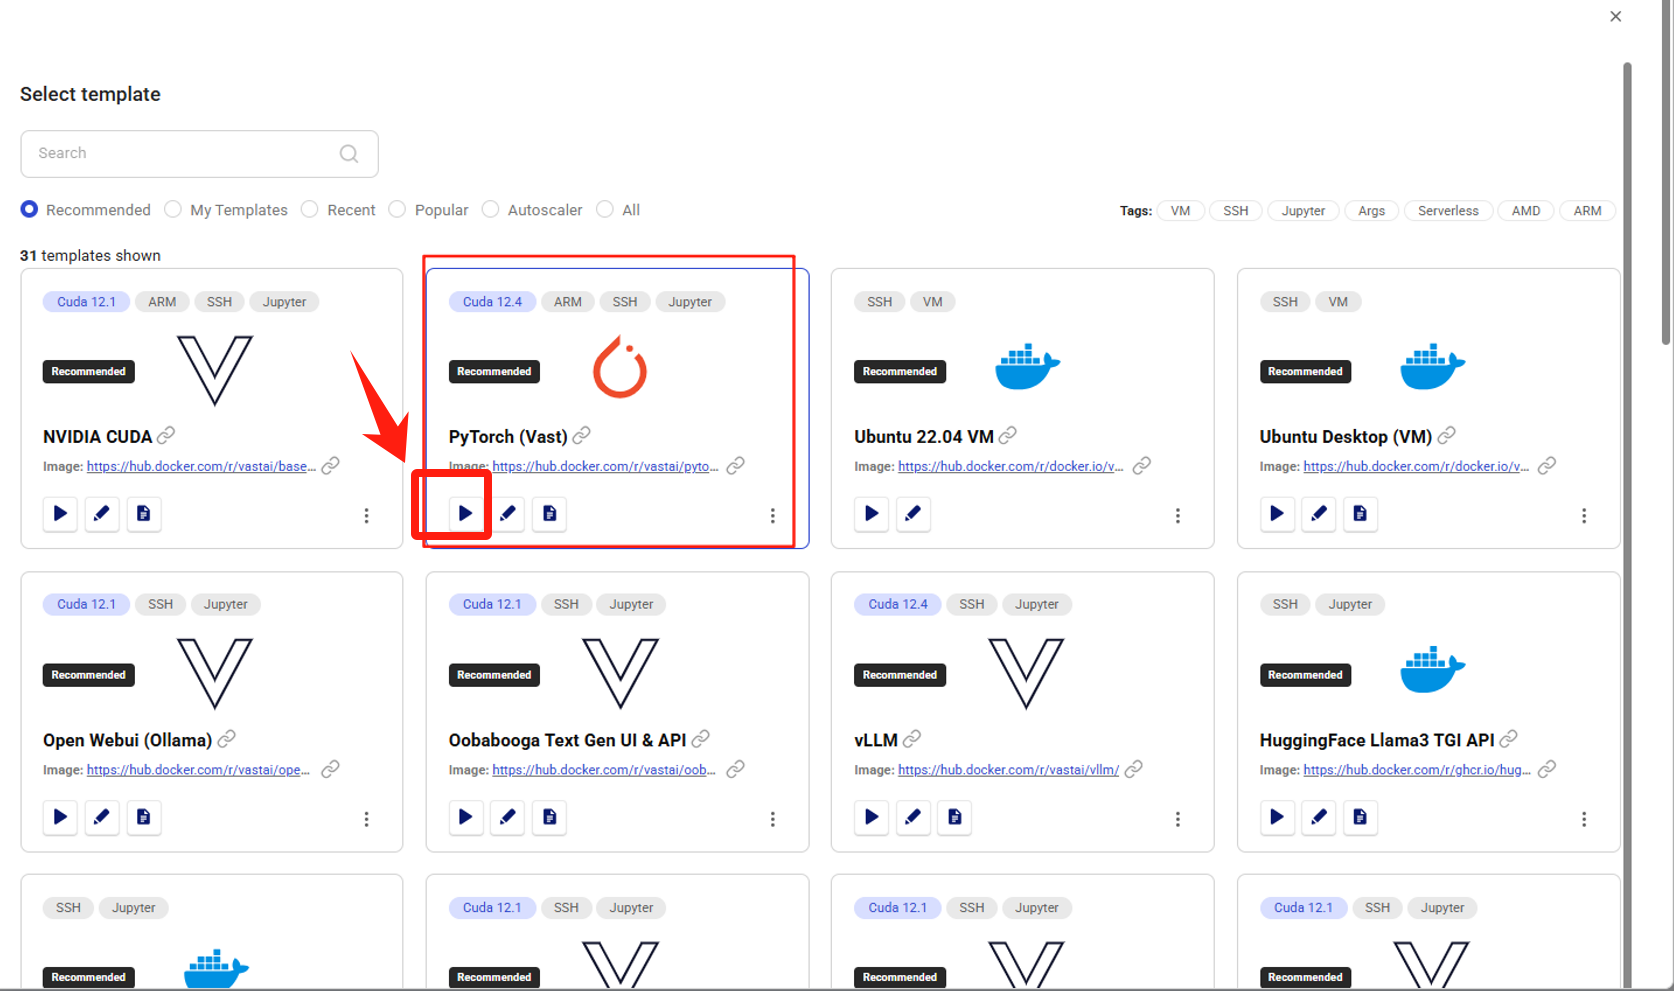 Select template
Search
Recommended My Templates Recent Popular Autoscaler All
Tags: VM SSH Jupyter Args Serverless AMD ARM
31 templates shown
Cuda 12.1 ARM SSH Jupyter
Recommended
NVIDIA CUDA
Image: https://hub.docker.com/r/vastai/base...
Cuda 12.4 ARM SSH Jupyter
Recommended
PyTorch (Vast)
Image: https://hub.docker.com/r/vastai/pyto...
SSH VM
Recommended
Ubuntu 22.04 VM
Image: https://hub.docker.com/r/docker.io/v...
SSH VM
Recommended
Ubuntu Desktop (VM)
Image: https://hub.docker.com/r/docker.io/v...
Cuda 12.1 SSH Jupyter
Recommended
Open Webui (Ollama)
Image: https://hub.docker.com/r/vastai/ope...
Cuda 12.1 SSH Jupyter
Recommended
Oobabooga Text Gen UI & API
Image: https://hub.docker.com/r/vastai/oob...
Cuda 12.4 SSH Jupyter
Recommended
vLLM
Image: https://hub.docker.com/r/vastai/vllm/
SSH Jupyter
Recommended
HuggingFace Llama3 TGI API
Image: https://hub.docker.com/r/ghcr.io/hug...
SSH Jupyter
Recommended
Cuda 12.1 SSH Jupyter
Recommended
Cuda 12.1 SSH Jupyter
Recommended
Cuda 12.1 SSH Jupyter
Recommended